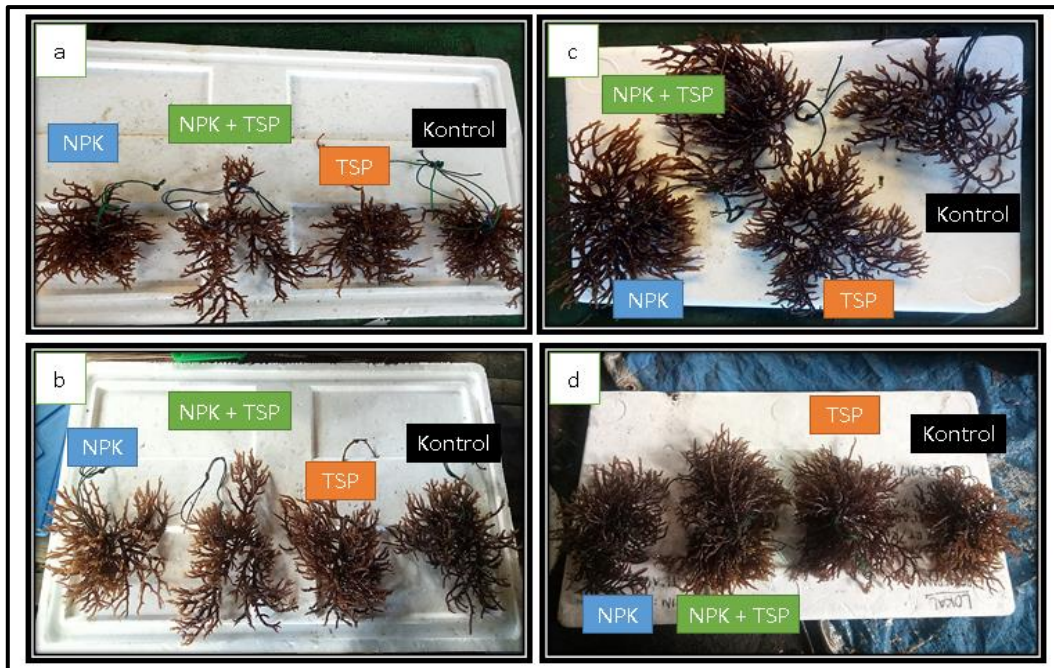 a
NPK
NPK + TSP
TSP
Kontrol
c
NPK + TSP
Kontrol
NPK
TSP
b
NPK
NPK + TSP
TSP
Kontrol
d
TSP
Kontrol
NPK
NPK + TSP
LOKAL